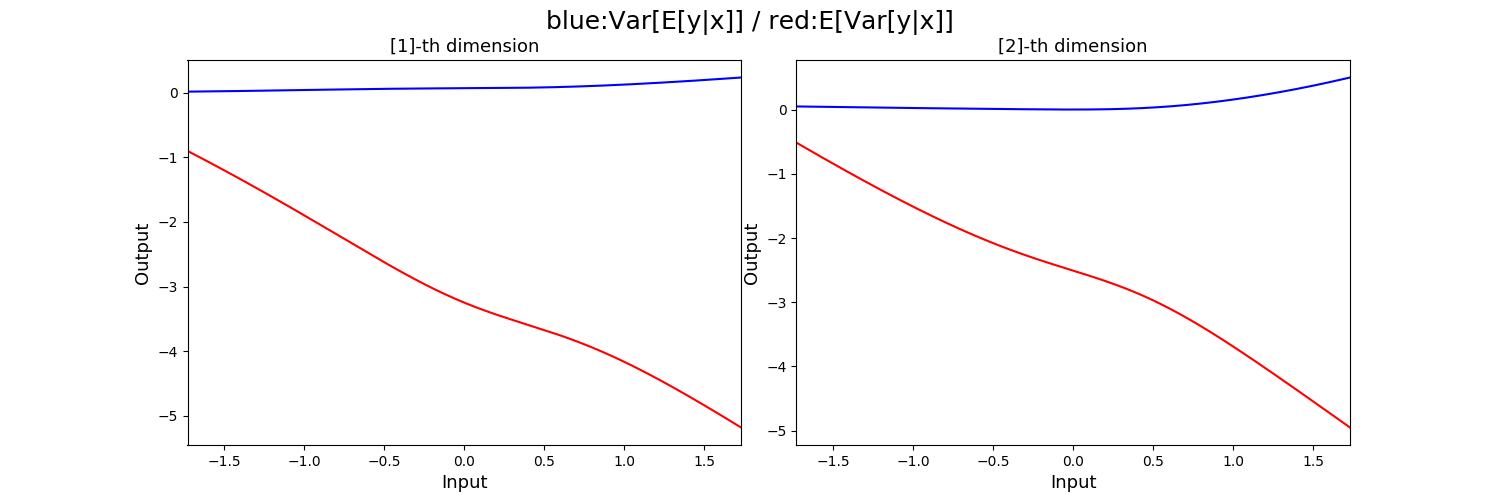 blue:Var[E[y|x]] / red:E[Var[y|x]]
[1]-th dimension
Output
0
−1
−2
−3
−4
−5
−1.5 −1.0 −0.5 0.0 0.5 1.0 1.5
Input
[2]-th dimension
Output
0
−1
−2
−3
−4
−5
−1.5 −1.0 −0.5 0.0 0.5 1.0 1.5
Input